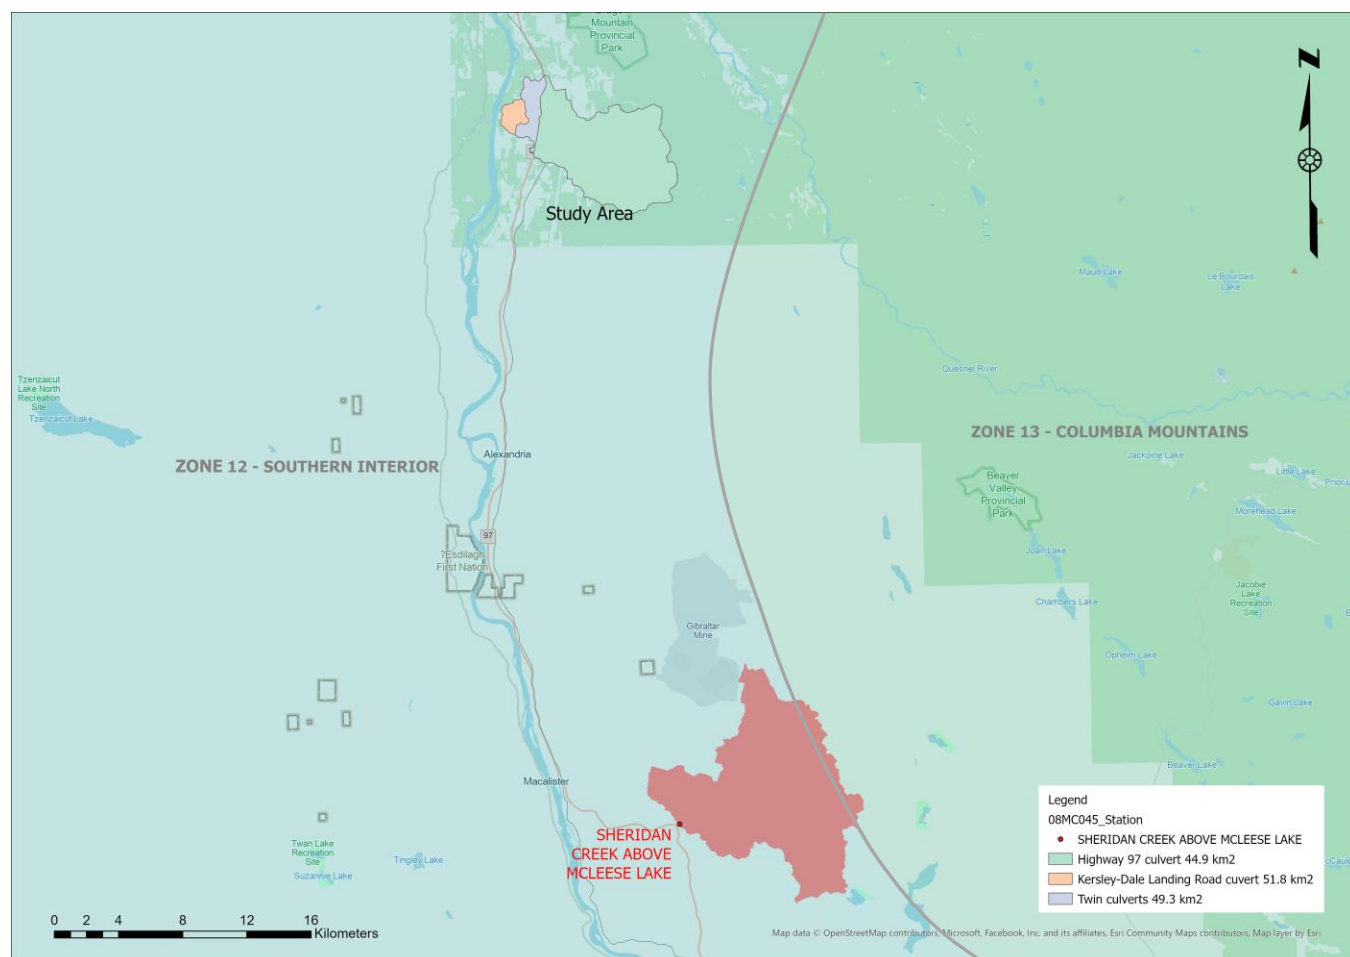 Mountain
Provincial
Park
N
Study Area
Maud Lake
Le Bourdais
Lake
Quesnel River
Tzenzaicut
Lake North
Recreation
Site
Tzenzaicut Lake
ZONE 12 - SOUTHERN INTERIOR
Alexandria
ZONE 13 - COLUMBIA MOUNTAINS
Jackpine Lake
Little Lake
Beaver
Valley
Provincial
Park
Morehead Lake
97
?Esdilagh
First Nation
Joan Lake
Chambers Lake
Jacobie
Lake
Recreation
Site
Gibraltar
Mine
Opheim Lake
Gavin Lake
Beaver Lake
Macalister
SHERIDAN
CREEK ABOVE
MCLEESE LAKE
Twan Lake
Recreation
Site
Suzanne Lake
Tingley Lake
Legend
08MC045_Station
SHERIDAN CREEK ABOVE MCLEESE LAKE
Highway 97 culvert 44.9 km2
Kersley-Dale Landing Road cuvert 51.8 km2
Twin culverts 49.3 km2
0 2 4 8 12 16
Kilometers
Map data © OpenStreetMap contributors, Microsoft, Facebook, Inc. and its affiliates, Esri Community Maps contributors, Map layer by Esri